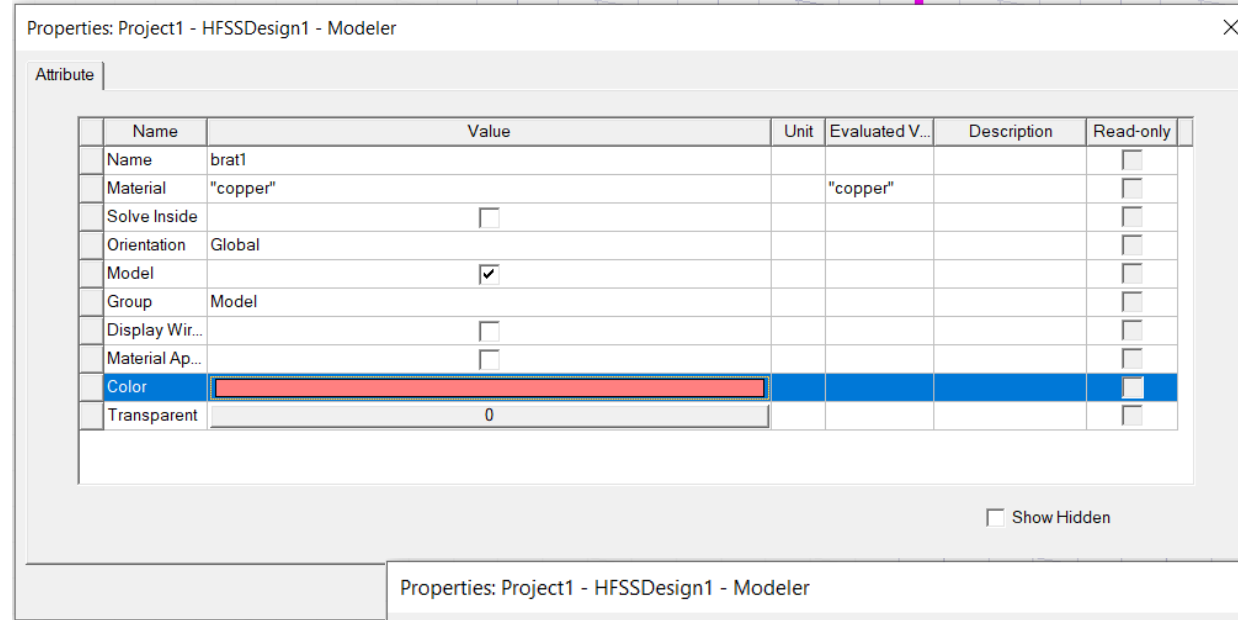 Properties: Project1 - HFSSDesign1 - Modeler
Attribute
Name Value Unit Evaluated V... Description Read-only
Name brat1
Material "copper" "copper"
Solve Inside
Orientation Global
Model
Group Model
Display Wir...
Material Ap...
Color
Transparent 0
Show Hidden
Properties: Project1 - HFSSDesign1 - Modeler